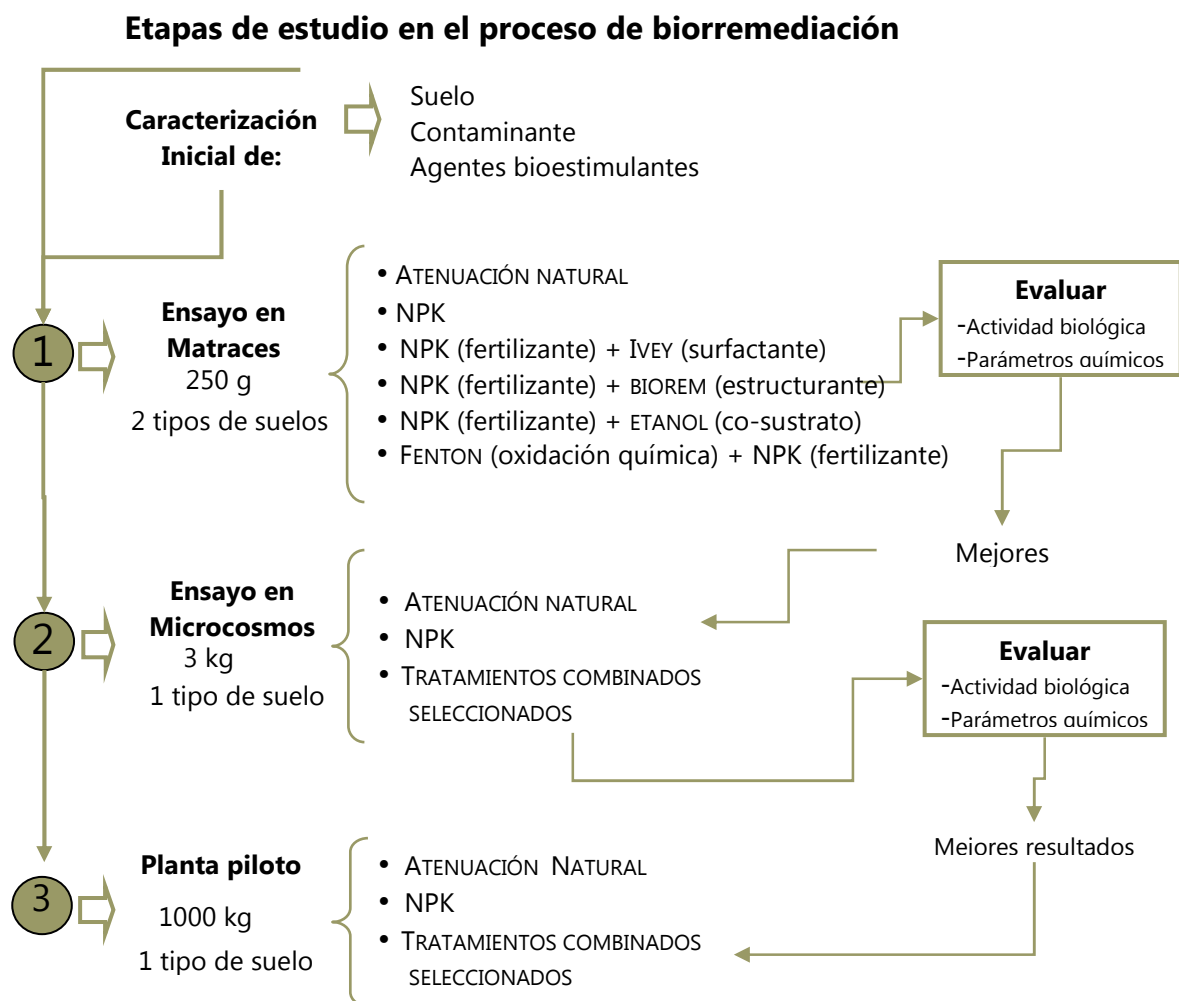 Etapas de estudio en el proceso de biorremediación
Caracterización
Inicial de:
Suelo
Contaminante
Agentes bioestimulantes
1
Ensayo en
Matraces
250 g
2 tipos de suelos
• ATENUACIÓN NATURAL
• NPK
• NPK (fertilizante) + IVEY (surfactante)
• NPK (fertilizante) + BIOREM (estructurante)
• NPK (fertilizante) + ETANOL (co-sustrato)
• FENTON (oxidación química) + NPK (fertilizante)
Evaluar
-Actividad biológica
-Parámetros químicos
Mejores
2
Ensayo en
Microcosmos
3 kg
1 tipo de suelo
• ATENUACIÓN NATURAL
• NPK
• TRATAMIENTOS COMBINADOS
SELECCIONADOS
Evaluar
-Actividad biológica
-Parámetros químicos
Mejores resultados
3
Planta piloto
1000 kg
1 tipo de suelo
• ATENUACIÓN NATURAL
• NPK
• TRATAMIENTOS COMBINADOS
SELECCIONADOS